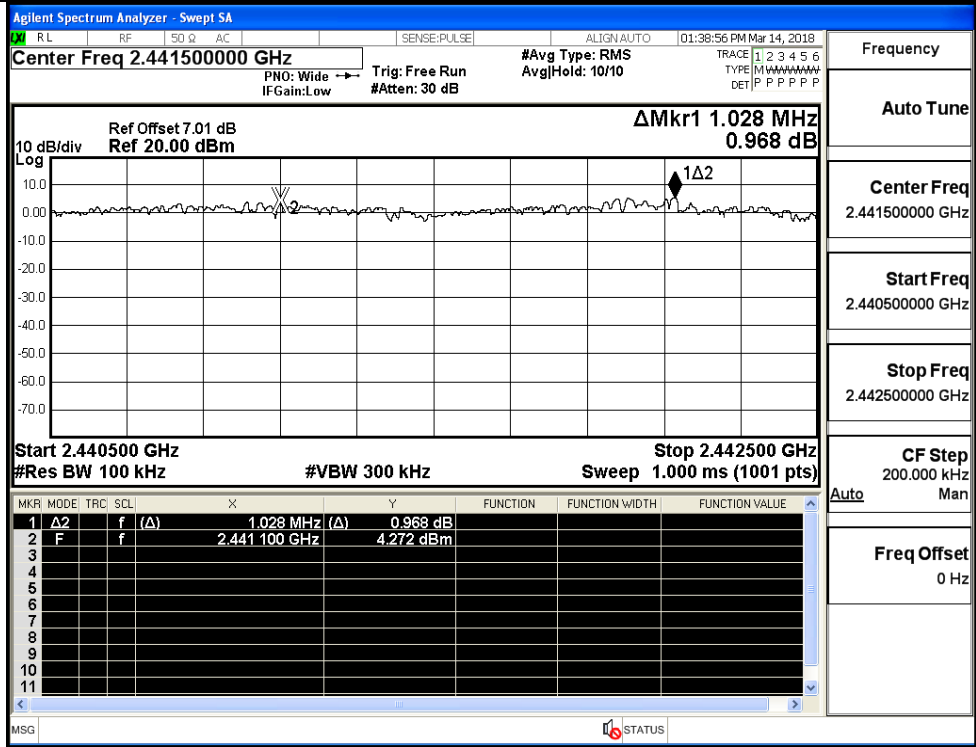 Agilent Spectrum Analyzer - Swept SA
LXI RL RF 50 Ω AC SENSE:PULSE ALIGN AUTO 01:38:56 PM Mar 14, 2018
Center Freq 2.441500000 GHz #Avg Type: RMS TRACE 1 2 3 4 5 6
PNO: Wide Trig: Free Run Avg|Hold: 10/10 TYPE M WWWWW
IFGain:Low #Atten: 30 dB DET P P P P P P
ΔMkr1 1.028 MHz
0.968 dB
Ref Offset 7.01 dB
10 dB/div Ref 20.00 dBm
Log
1Δ2
10.0
2
0.00
-10.0
-20.0
-30.0
-40.0
-50.0
-60.0
-70.0
Start 2.440500 GHz Stop 2.442500 GHz
#Res BW 100 kHz #VBW 300 kHz Sweep 1.000 ms (1001 pts)
MKR MODE TRC SCL X Y FUNCTION FUNCTION WIDTH FUNCTION VALUE
1 Δ2 f (Δ) 1.028 MHz (Δ) 0.968 dB
2 F f 2.441 100 GHz 4.272 dBm
3
4
5
6
7
8
9
10
11
MSG STATUS
Frequency
Auto Tune
Center Freq
2.441500000 GHz
Start Freq
2.440500000 GHz
Stop Freq
2.442500000 GHz
CF Step
200.000 kHz
Auto Man
Freq Offset
0 Hz